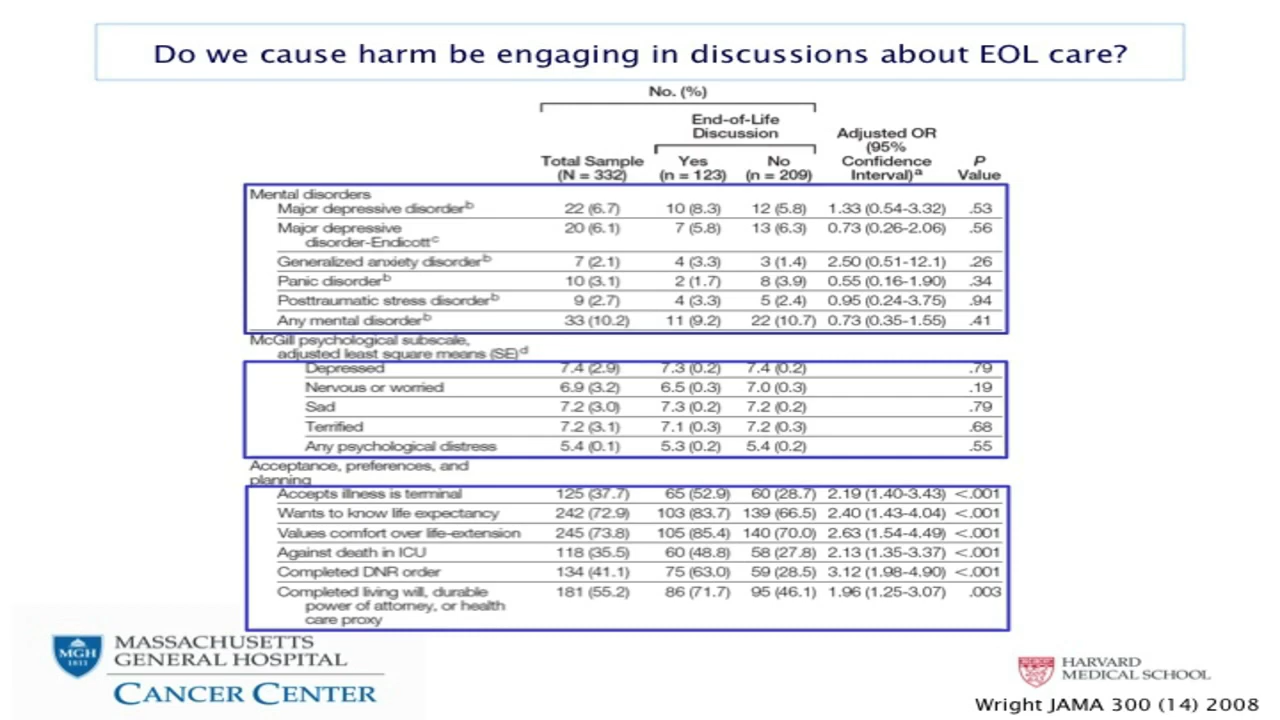 Do we cause harm be engaging in discussions about EOL care?
No. (%)
End-of-Life
Discussion
Adjusted OR
(95%
Confidence
Interval)a
Total Sample
(N = 332)
Yes
(n = 123)
No
(n = 209)
P
Value
Mental disorders
Major depressive disorderb 22 (6.7) 10 (8.3) 12 (5.8) 1.33 (0.54-3.32) .53
Major depressive 20 (6.1) 7 (5.8) 13 (6.3) 0.73 (0.26-2.06) .56
disorder-Endicottc
Generalized anxiety disorderb 7 (2.1) 4 (3.3) 3 (1.4) 2.50 (0.51-12.1) .26
Panic disorderb 10 (3.1) 2 (1.7) 8 (3.9) 0.55 (0.16-1.90) .34
Posttraumatic stress disorderb 9 (2.7) 4 (3.3) 5 (2.4) 0.95 (0.24-3.75) .94
Any mental disorderb 33 (10.2) 11 (9.2) 22 (10.7) 0.73 (0.35-1.55) .41
McGill psychological subscale,
adjusted least square means (SE)d
Depressed 7.4 (2.9) 7.3 (0.2) 7.4 (0.2) .79
Nervous or worried 6.9 (3.2) 6.5 (0.3) 7.0 (0.3) .19
Sad 7.2 (3.0) 7.3 (0.2) 7.2 (0.2) .79
Terrified 7.2 (3.1) 7.1 (0.3) 7.2 (0.3) .68
Any psychological distress 5.4 (0.1) 5.3 (0.2) 5.4 (0.2) .55
Acceptance, preferences, and
planning
Accepts illness is terminal 125 (37.7) 65 (52.9) 60 (28.7) 2.19 (1.40-3.43) <.001
Wants to know life expectancy 242 (72.9) 103 (83.7) 139 (66.5) 2.40 (1.43-4.04) <.001
Values comfort over life-extension 245 (73.8) 105 (85.4) 140 (70.0) 2.63 (1.54-4.49) <.001
Against death in ICU 118 (35.5) 60 (48.8) 58 (27.8) 2.13 (1.35-3.37) <.001
Completed DNR order 134 (41.1) 75 (63.0) 59 (28.5) 3.12 (1.98-4.90) <.001
Completed living will, durable 181 (55.2) 86 (71.7) 95 (46.1) 1.96 (1.25-3.07) .003
power of attorney, or health
care proxy
MGH
1811
MASSACHUSETTS
GENERAL HOSPITAL
CANCER CENTER
HARVARD
MEDICAL SCHOOL
Wright JAMA 300 (14) 2008